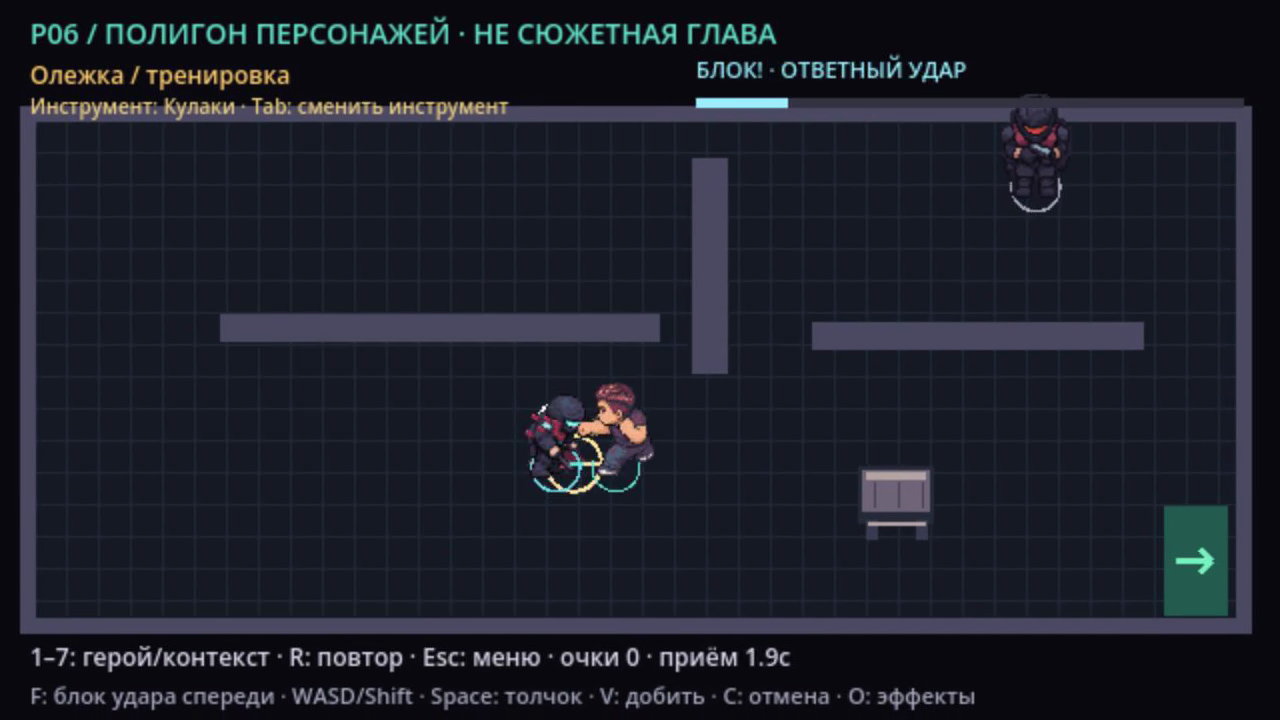 P06 / ПОЛИГОН ПЕРСОНАЖЕЙ · НЕ СЮЖЕТНАЯ ГЛАВА
Олежка / тренировка
БЛОК! · ОТВЕТНЫЙ УДАР
Инструмент: Кулаки · Tab: сменить инструмент
→
1–7: герой/контекст · R: повтор · Esc: меню · очки 0 · приём 1.9с
F: блок удара спереди · WASD/Shift · Space: толчок · V: добить · C: отмена · O: эффекты